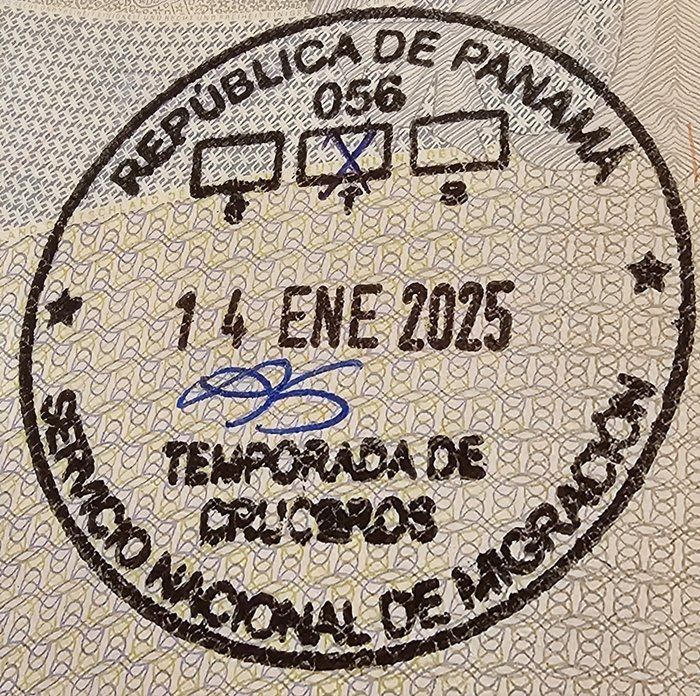 REPÚBLICA DE PANAMÁ
056
X
T
S
14 ENE 2025
TEMPORADA DE
CRUCEROS
SERVICIO NACIONAL DE MIGRACIÓN